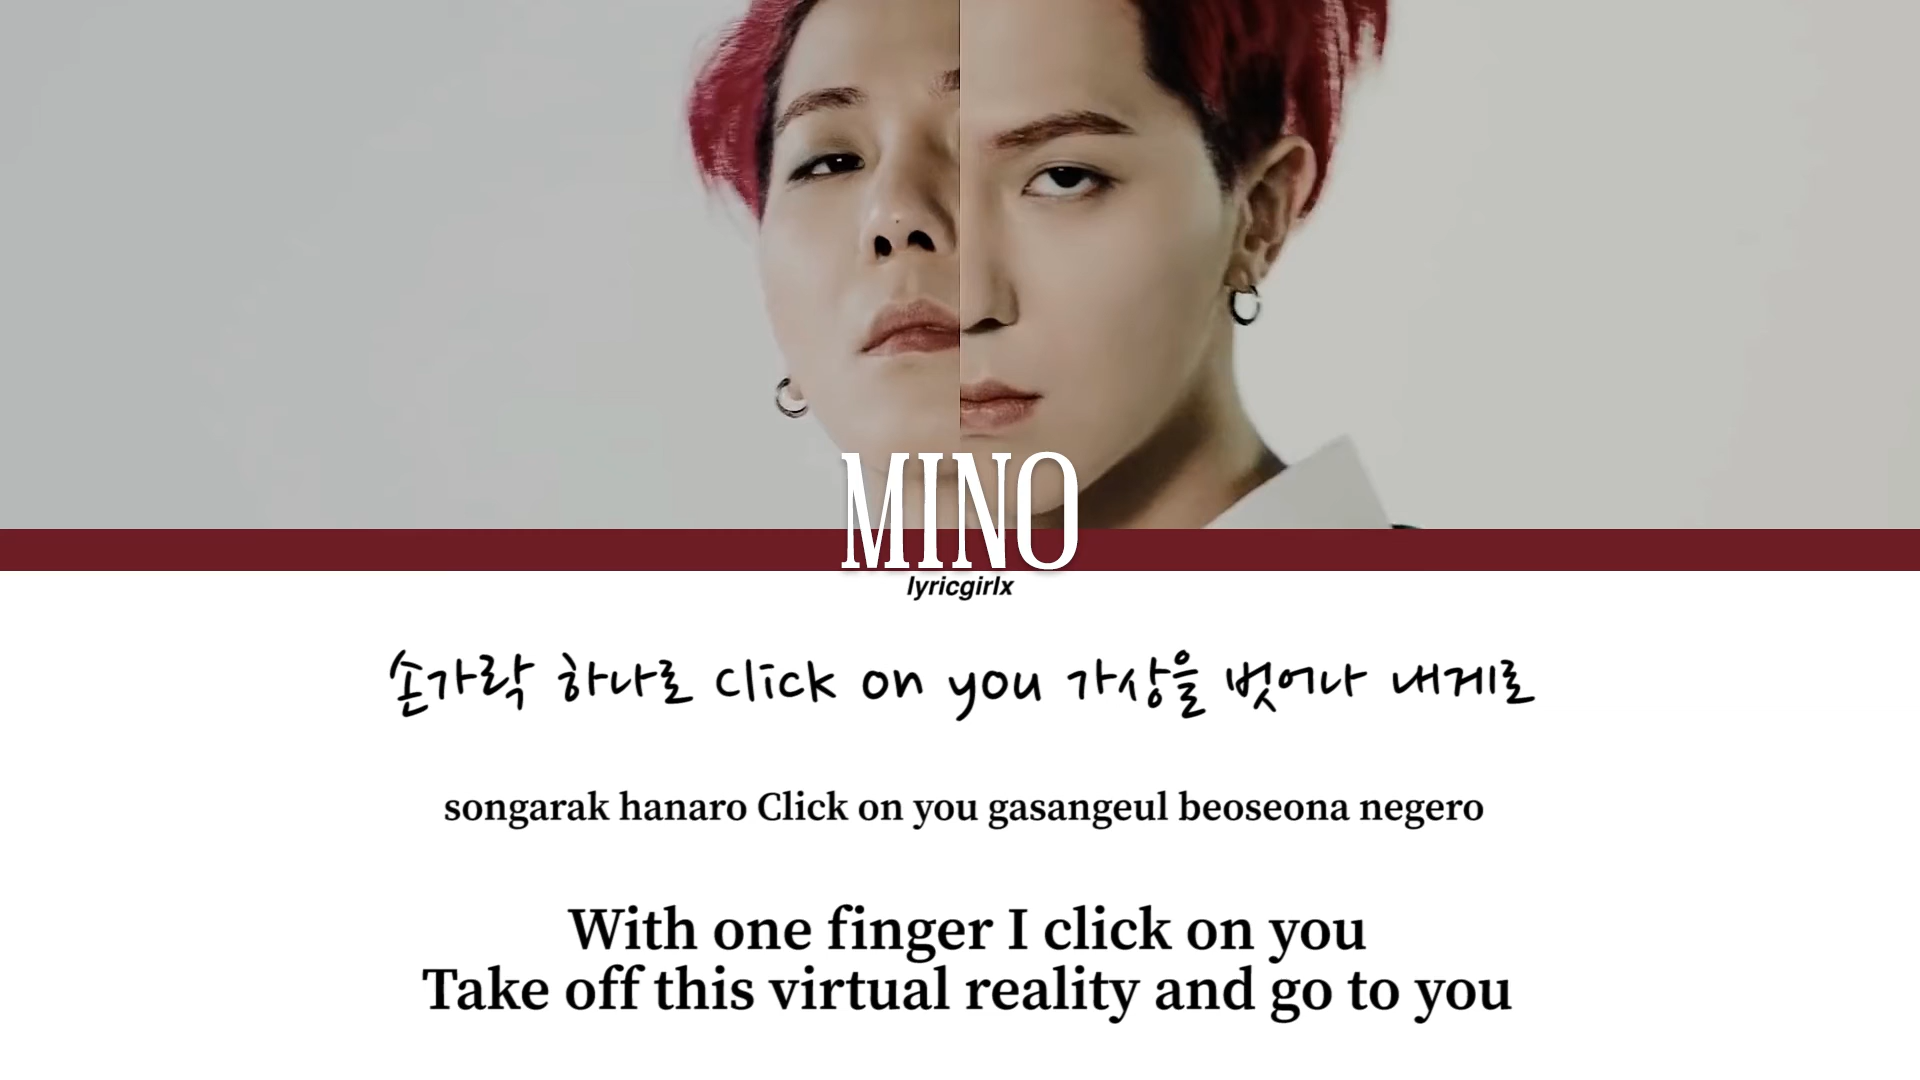 MINO
lyricgirlx
손가락 하나로 Click on you 가상을 벗어나 내게로
songarak hanaro Click on you gasangeul beoseona negero
With one finger I click on you
Take off this virtual reality and go to you